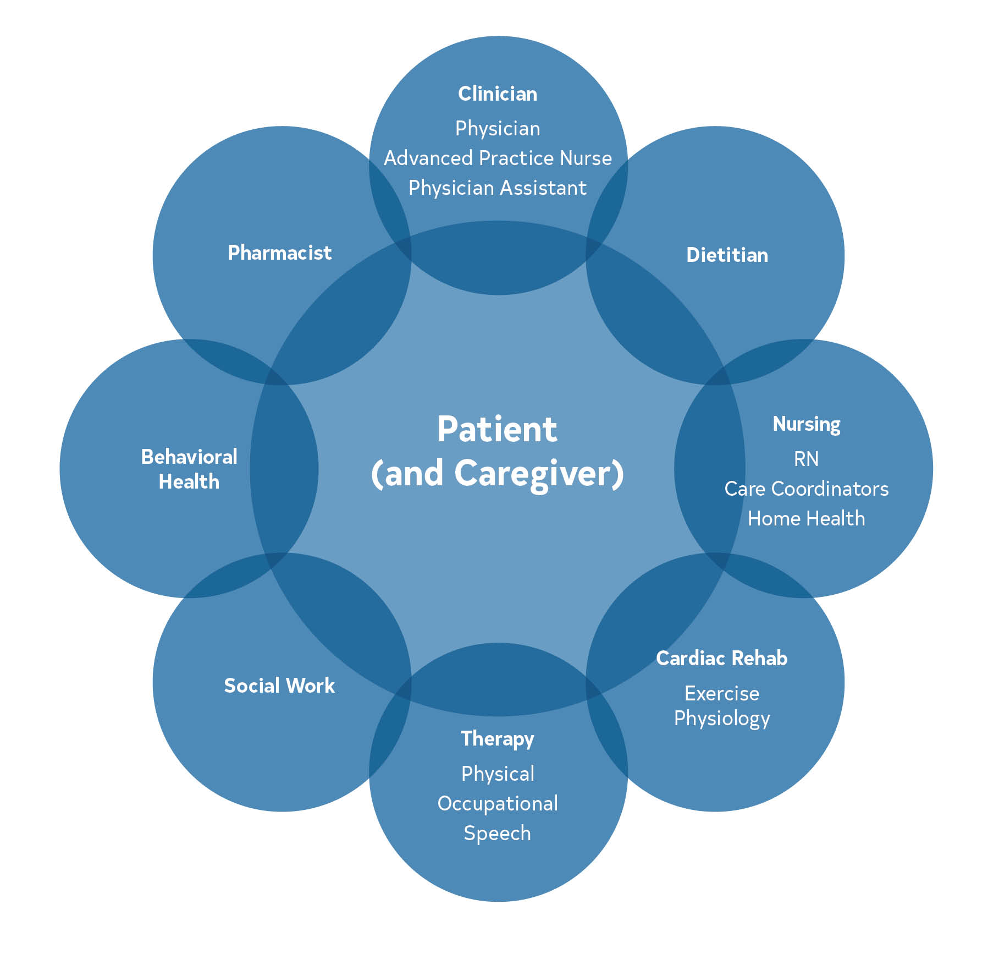 Clinician
Physician
Advanced Practice Nurse
Physician Assistant
Pharmacist
Dietitian
Patient
(and Caregiver)
Nursing
RN
Care Coordinators
Home Health
Behavioral
Health
Cardiac Rehab
Exercise
Physiology
Social Work
Therapy
Physical
Occupational
Speech